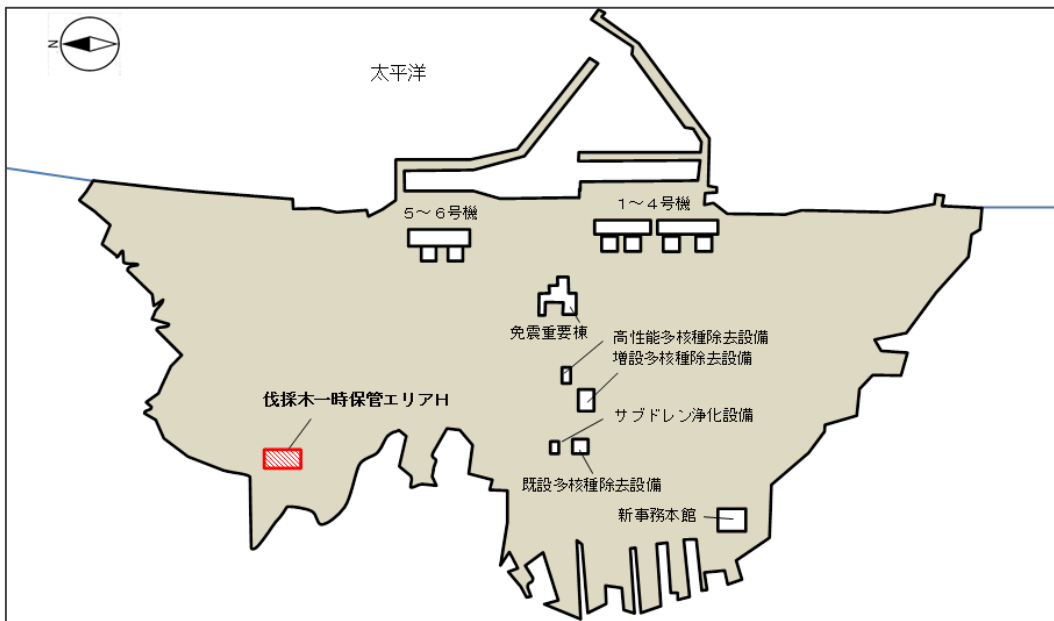 N
太平洋
5～6号機
1～4号機
免震重要棟
高性能多核種除去設備
増設多核種除去設備
伐採木一時保管エリアH
サブドレン浄化設備
既設多核種除去設備
新事務本館